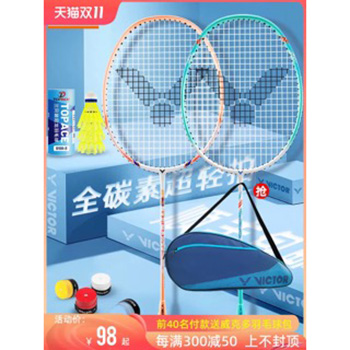 天猫双11
TOPACE
全碳素超轻拍
抢
VICTOR
VICTOR
VICTOR
活动价:
¥98起
前40名付款送威克多羽毛球包
每满300减50 上不封顶